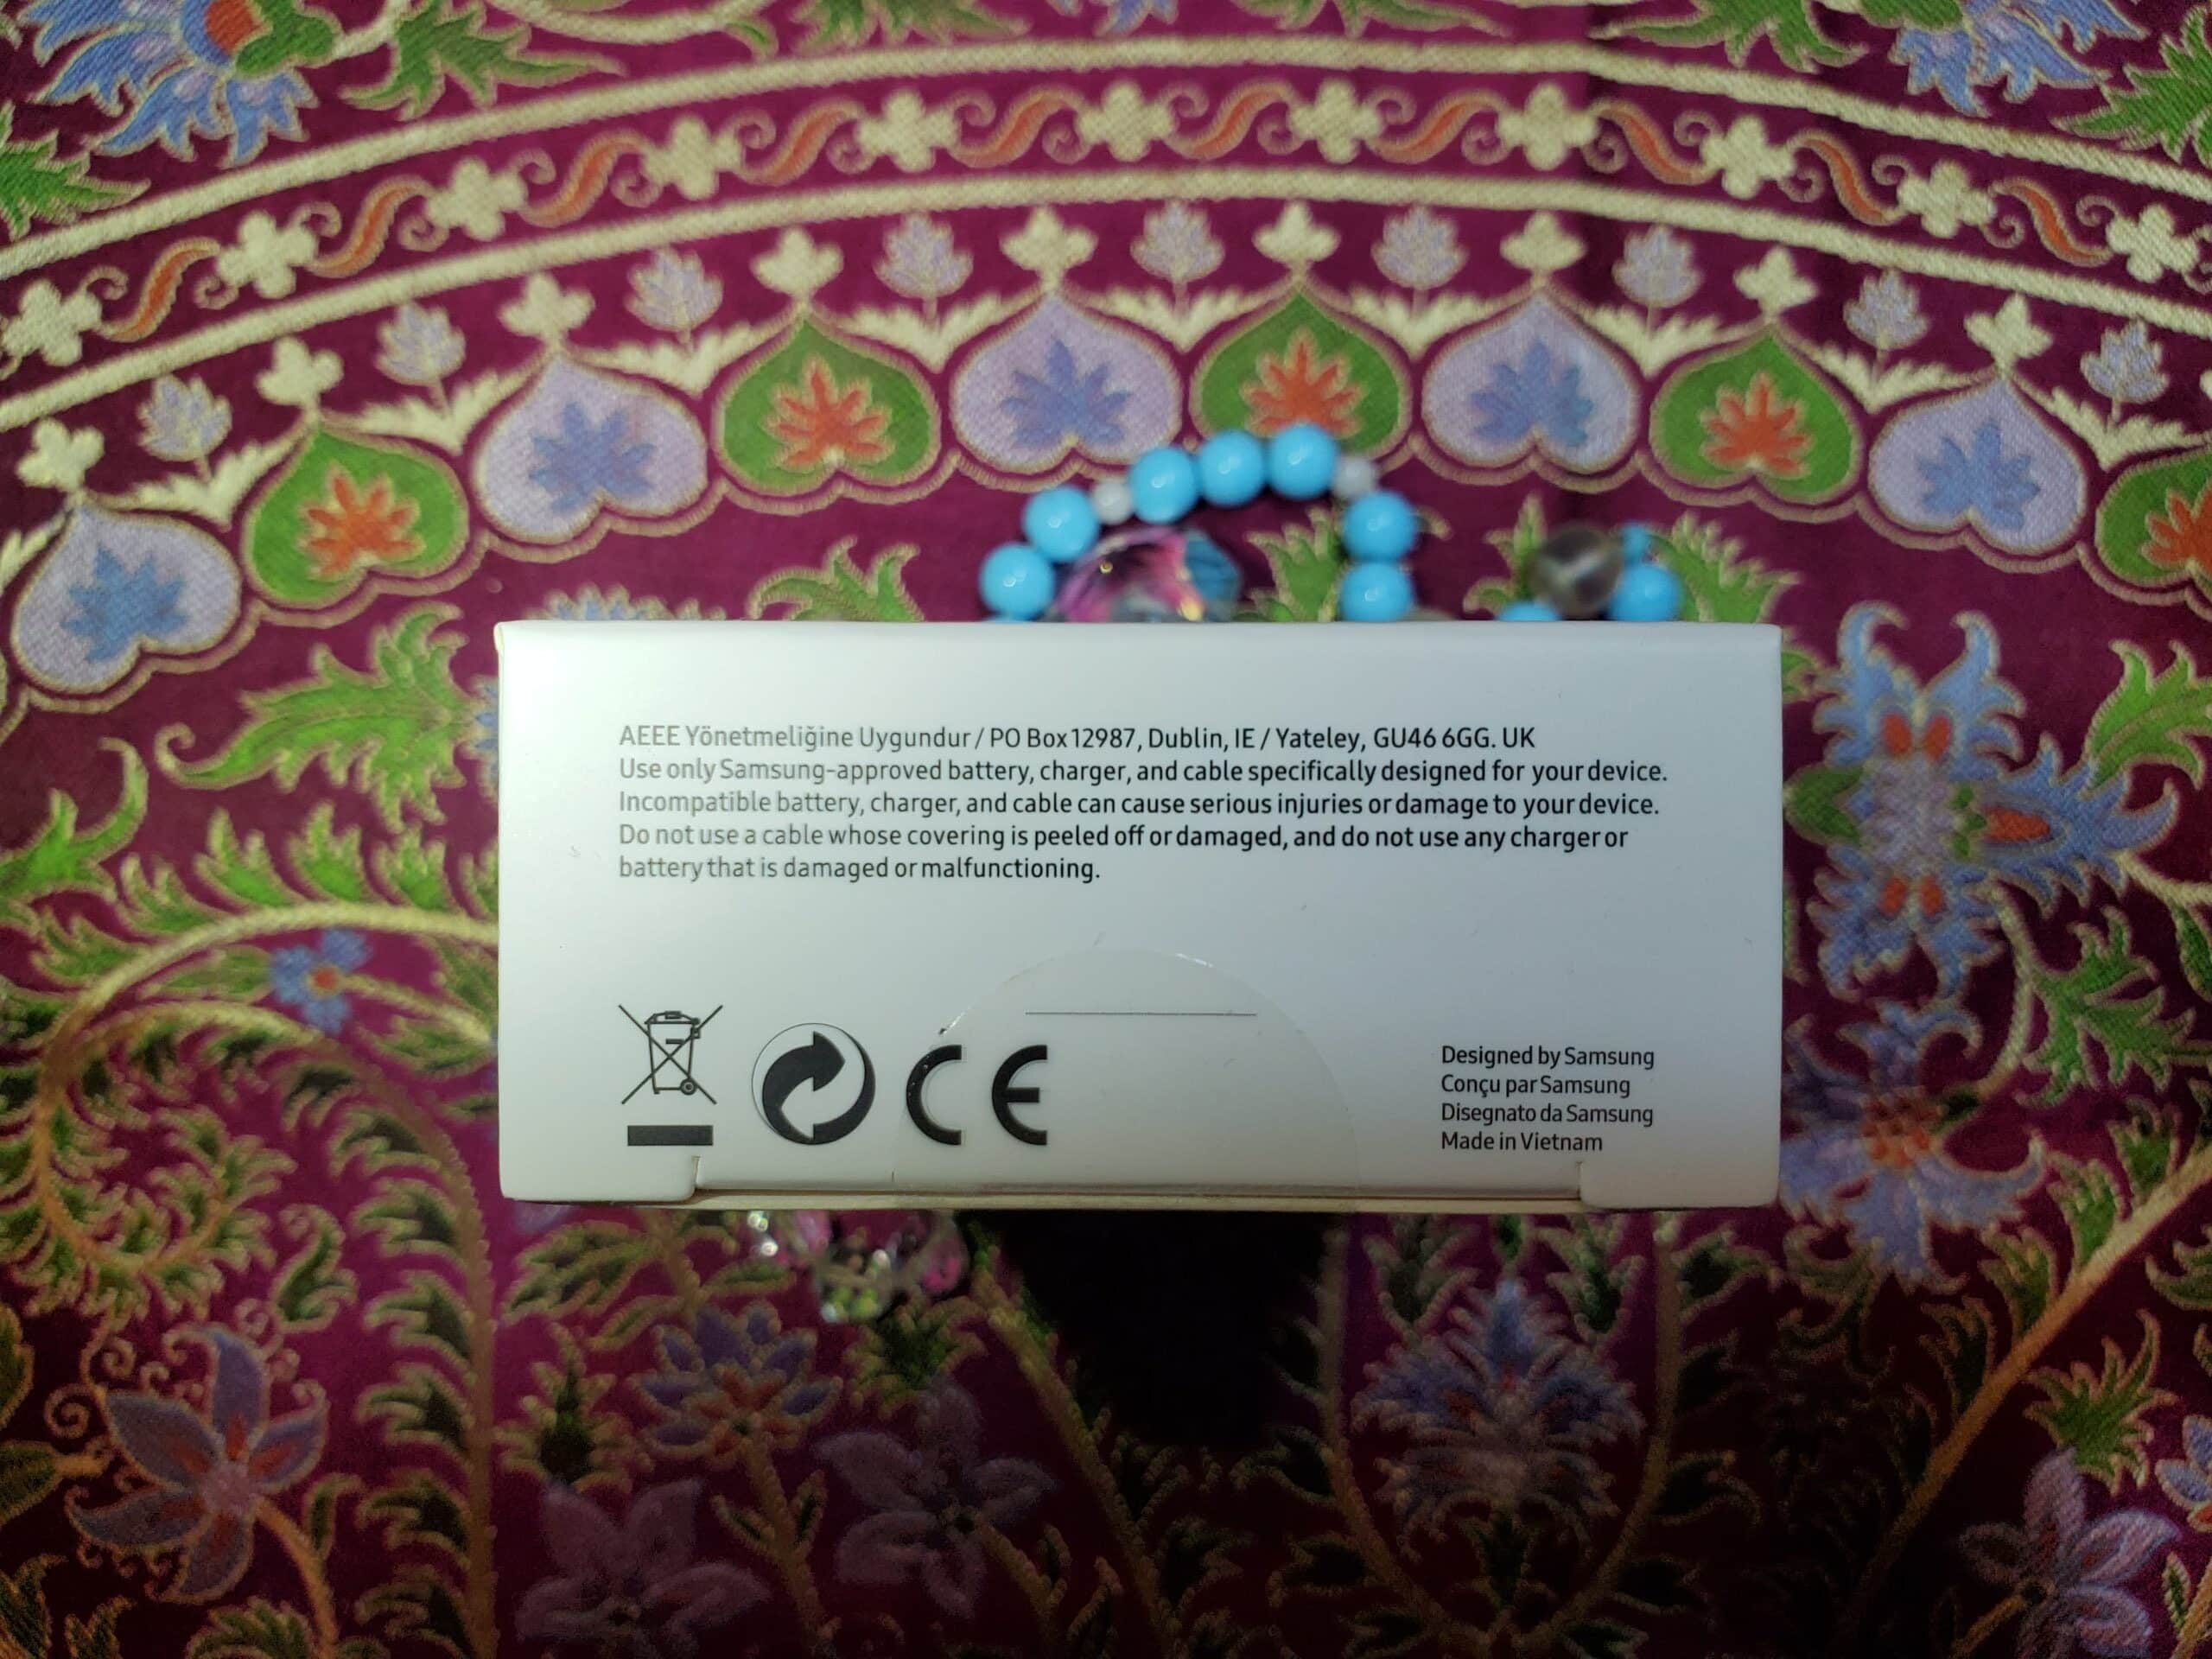 AEEE Yönetmeliğine Uygundur / PO Box 12987, Dublin, IE / Yateley, GU46 6GG. UK
Use only Samsung-approved battery, charger, and cable specifically designed for your device.
Incompatible battery, charger, and cable can cause serious injuries or damage to your device.
Do not use a cable whose covering is peeled off or damaged, and do not use any charger or
battery that is damaged or malfunctioning.
CE
Designed by Samsung
Conçu par Samsung
Disegnato da Samsung
Made in Vietnam